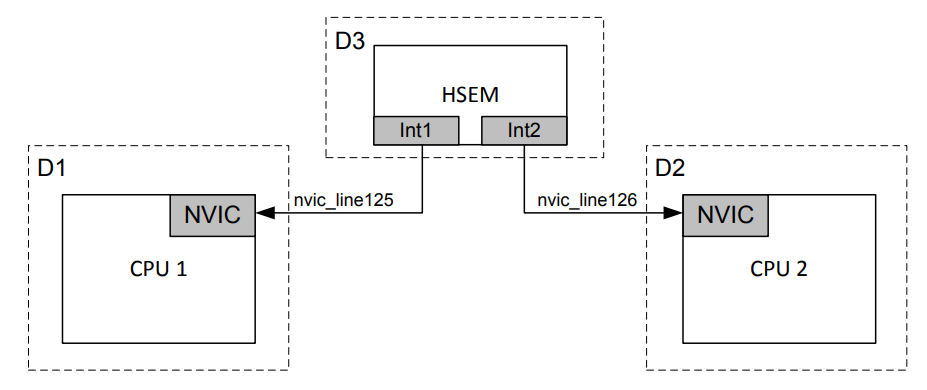 D3
HSEM
Int1 Int2
D1 D2
nvic_line125 nvic_line126
NVIC NVIC
CPU 1 CPU 2